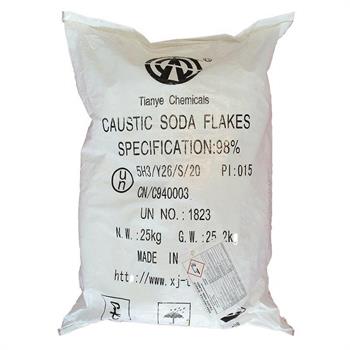 Tianye Chemicals
CAUSTIC SODA FLAKES
SPECIFICATION:98%
un 5H3/Y26/S/20 PI:015
CN/C940003
UN NO.: 1823
N.W.:25kg G.W.:25.2kg
MADE IN
http://www.xj-t